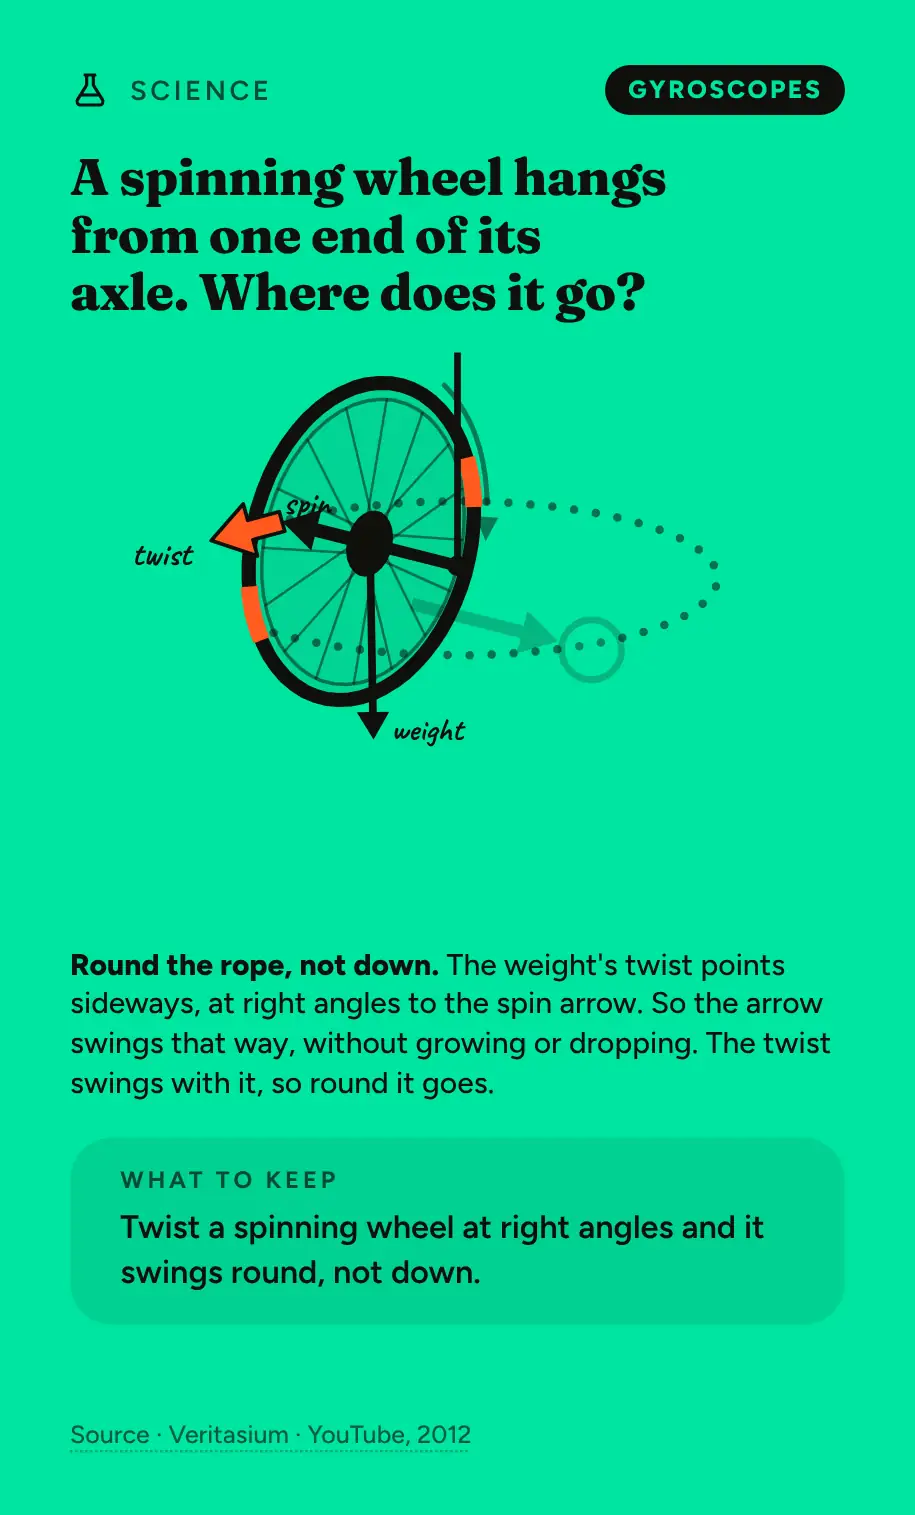 SCIENCE
GYROSCOPES
A spinning wheel hangs
from one end of its
axle. Where does it go?
spin
twist
weight
Round the rope, not down. The weight's twist points
sideways, at right angles to the spin arrow. So the arrow
swings that way, without growing or dropping. The twist
swings with it, so round it goes.
WHAT TO KEEP
Twist a spinning wheel at right angles and it
swings round, not down.
Source · Veritasium · YouTube, 2012